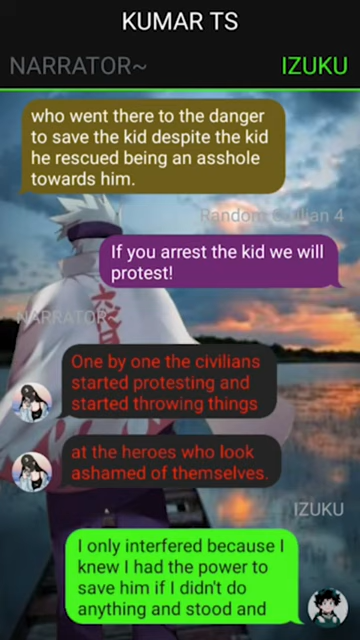 KUMAR TS
NARRATOR~ IZUKU
who went there to the danger
to save the kid despite the kid
he rescued being an asshole
towards him.
Random Civilian 4
If you arrest the kid we will
protest!
NARRATOR~
One by one the civilians
started protesting and
started throwing things
at the heroes who look
ashamed of themselves.
IZUKU
I only interfered because I
knew I had the power to
save him if I didn't do
anything and stood and